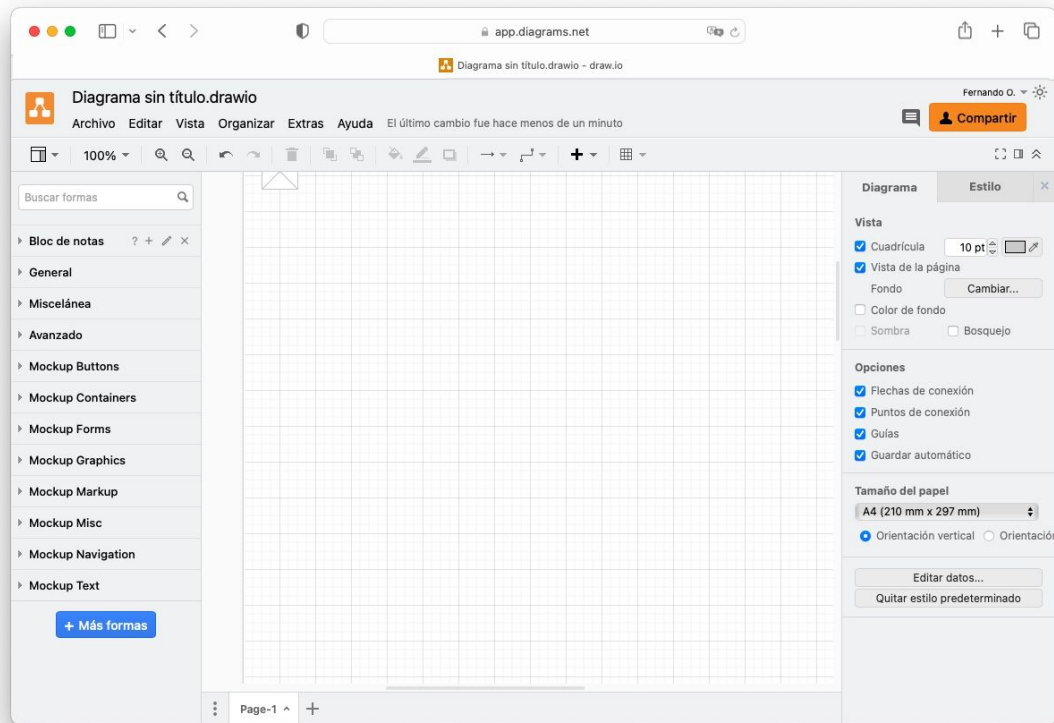 app.diagrams.net
Diagrama sin título.drawio - draw.io
Diagrama sin título.drawio
Fernando O.
Archivo Editar Vista Organizar Extras Ayuda El último cambio fue hace menos de un minuto
Compartir
100%
Buscar formas
Bloc de notas ? +
General
Miscelánea
Avanzado
Mockup Buttons
Mockup Containers
Mockup Forms
Mockup Graphics
Mockup Markup
Mockup Misc
Mockup Navigation
Mockup Text
+ Más formas
Page-1
Diagrama Estilo
Vista
Cuadrícula 10 pt
Vista de la página
Fondo Cambiar...
Color de fondo
Sombra Bosquejo
Opciones
Flechas de conexión
Puntos de conexión
Guías
Guardar automático
Tamaño del papel
A4 (210 mm x 297 mm)
Orientación vertical Orientación
Editar datos...
Quitar estilo predeterminado